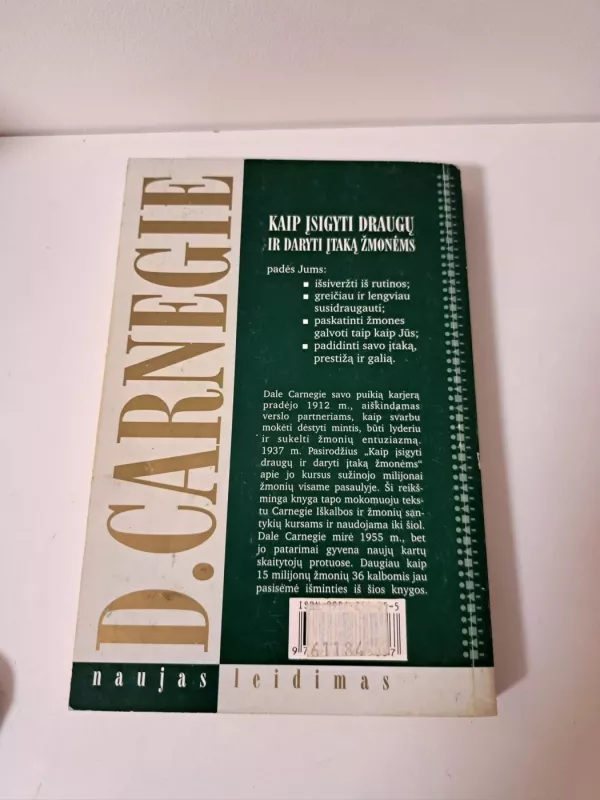 D.CARNEGIE
KAIP ĮSIGYTI DRAUGŲ
IR DARYTI ĮTAKĄ ŽMONĖMS
padės Jums:
▪ išsiveržti iš rutinos;
▪ greičiau ir lengviau
susidraugauti;
▪ paskatinti žmones
galvoti taip kaip Jūs;
▪ padidinti savo įtaką,
prestižą ir galią.
Dale Carnegie savo puikią karjerą
pradėjo 1912 m., aiškindamas
verslo partneriams, kaip svarbu
mokėti dėstyti mintis, būti lyderiu
ir sukelti žmonių entuziazmą.
1937 m. Pasirodžius „Kaip įsigyti
draugų ir daryti įtaką žmonėms“
apie jo kursus sužinojo milijonai
žmonių visame pasaulyje. Ši reikš-
minga knyga tapo mokomuoju teks-
tu Carnegie Iškalbos ir žmonių san-
tykių kursams ir naudojama iki šiol.
Dale Carnegie mirė 1955 m., bet
jo patarimai gyvena naujų kartų
skaitytojų protuose. Daugiau kaip
15 milijonų žmonių 36 kalbomis jau
pasisėmė išminties iš šios knygos.
ISBN
naujas leidimas